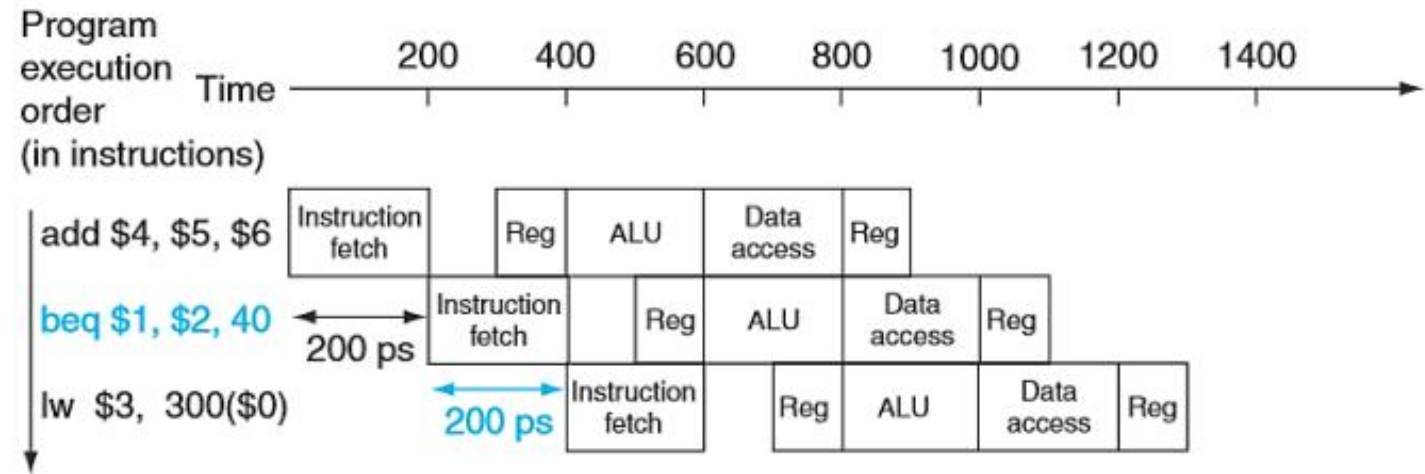 Program
execution
order
(in instructions)
Time
200 400 600 800 1000 1200 1400
add $4, $5, $6
Instruction
fetch
Reg
ALU
Data
access
Reg
beq $1, $2, 40
200 ps
Instruction
fetch
Reg
ALU
Data
access
Reg
lw $3, 300($0)
200 ps
Instruction
fetch
Reg
ALU
Data
access
Reg